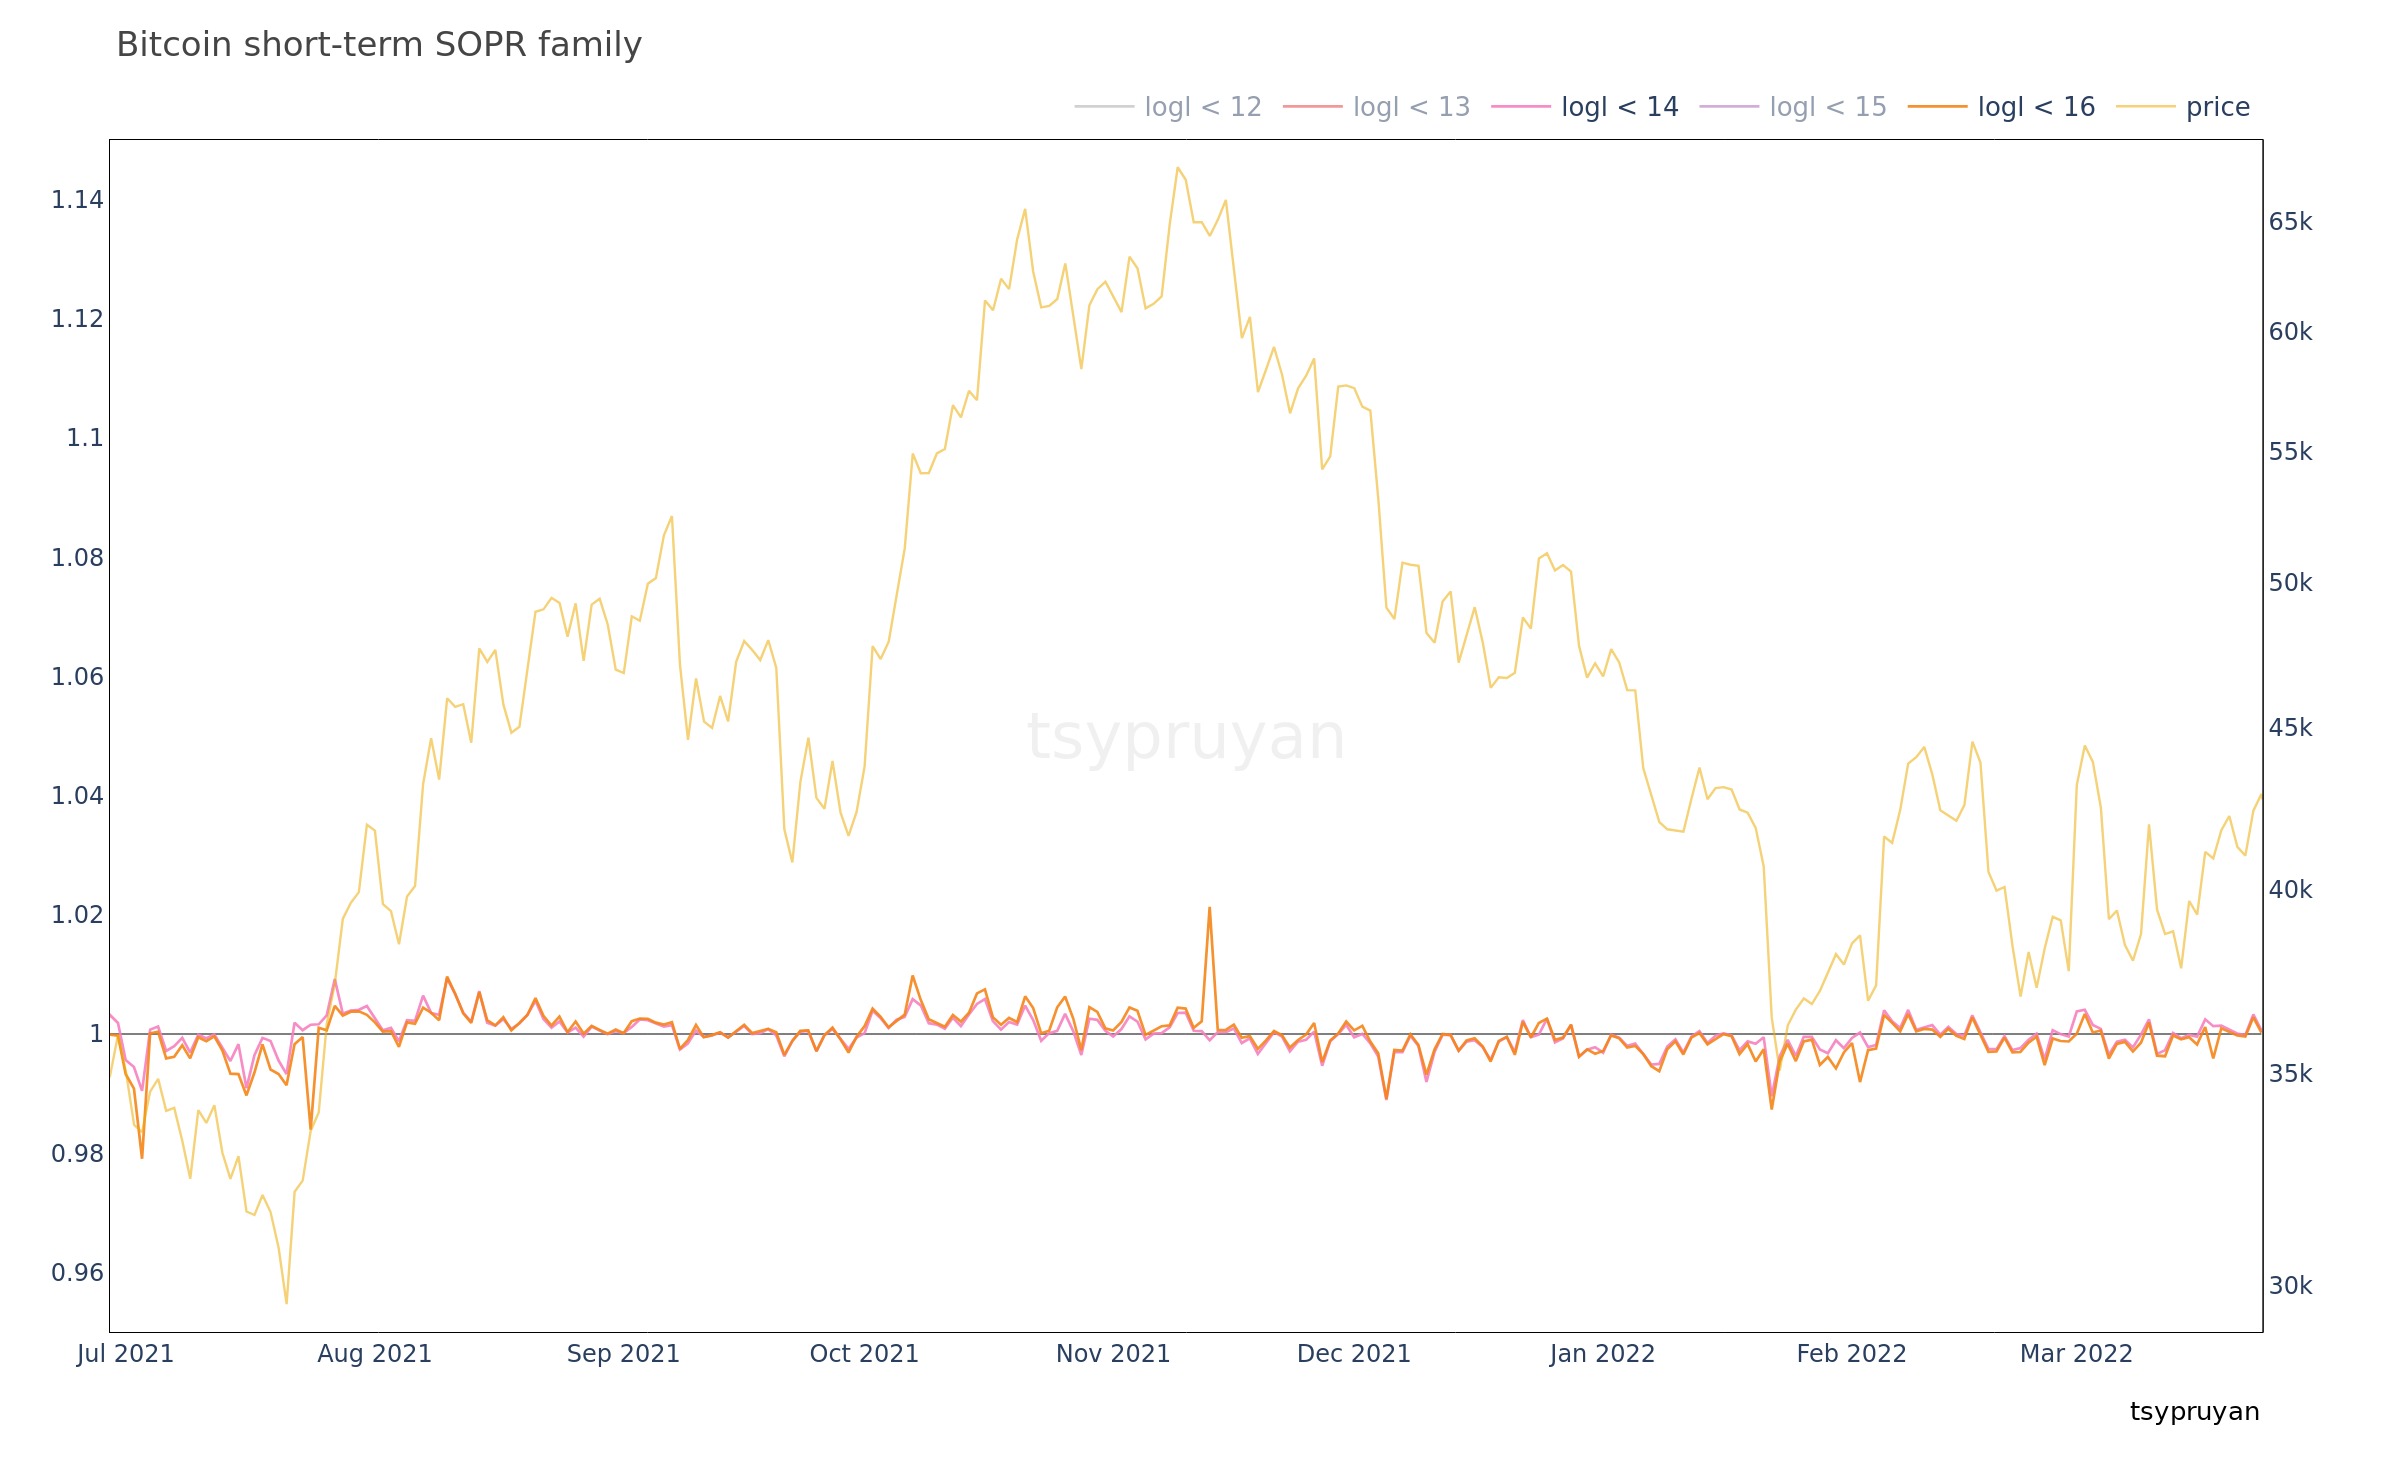 Bitcoin short-term SOPR family
logl < 12 logl < 13 logl < 14 logl < 15 logl < 16 price
1.14
65k
1.12
60k
1.1
55k
1.08
50k
1.06
tsypruyan
45k
1.04
40k
1.02
1
35k
0.98
0.96
30k
Jul 2021 Aug 2021 Sep 2021 Oct 2021 Nov 2021 Dec 2021 Jan 2022 Feb 2022 Mar 2022
tsypruyan